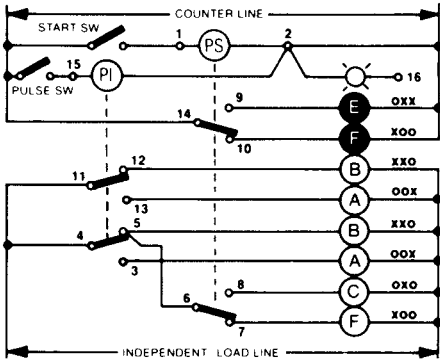 COUNTER LINE
START SW
1
PS
2
15
PI
16
PULSE SW
9
E
OXX
14
10
F
XOO
12
B
XXO
11
13
A
OOX
5
B
XXO
4
3
A
OOX
8
C
OXO
6
7
F
XOO
INDEPENDENT LOAD LINE